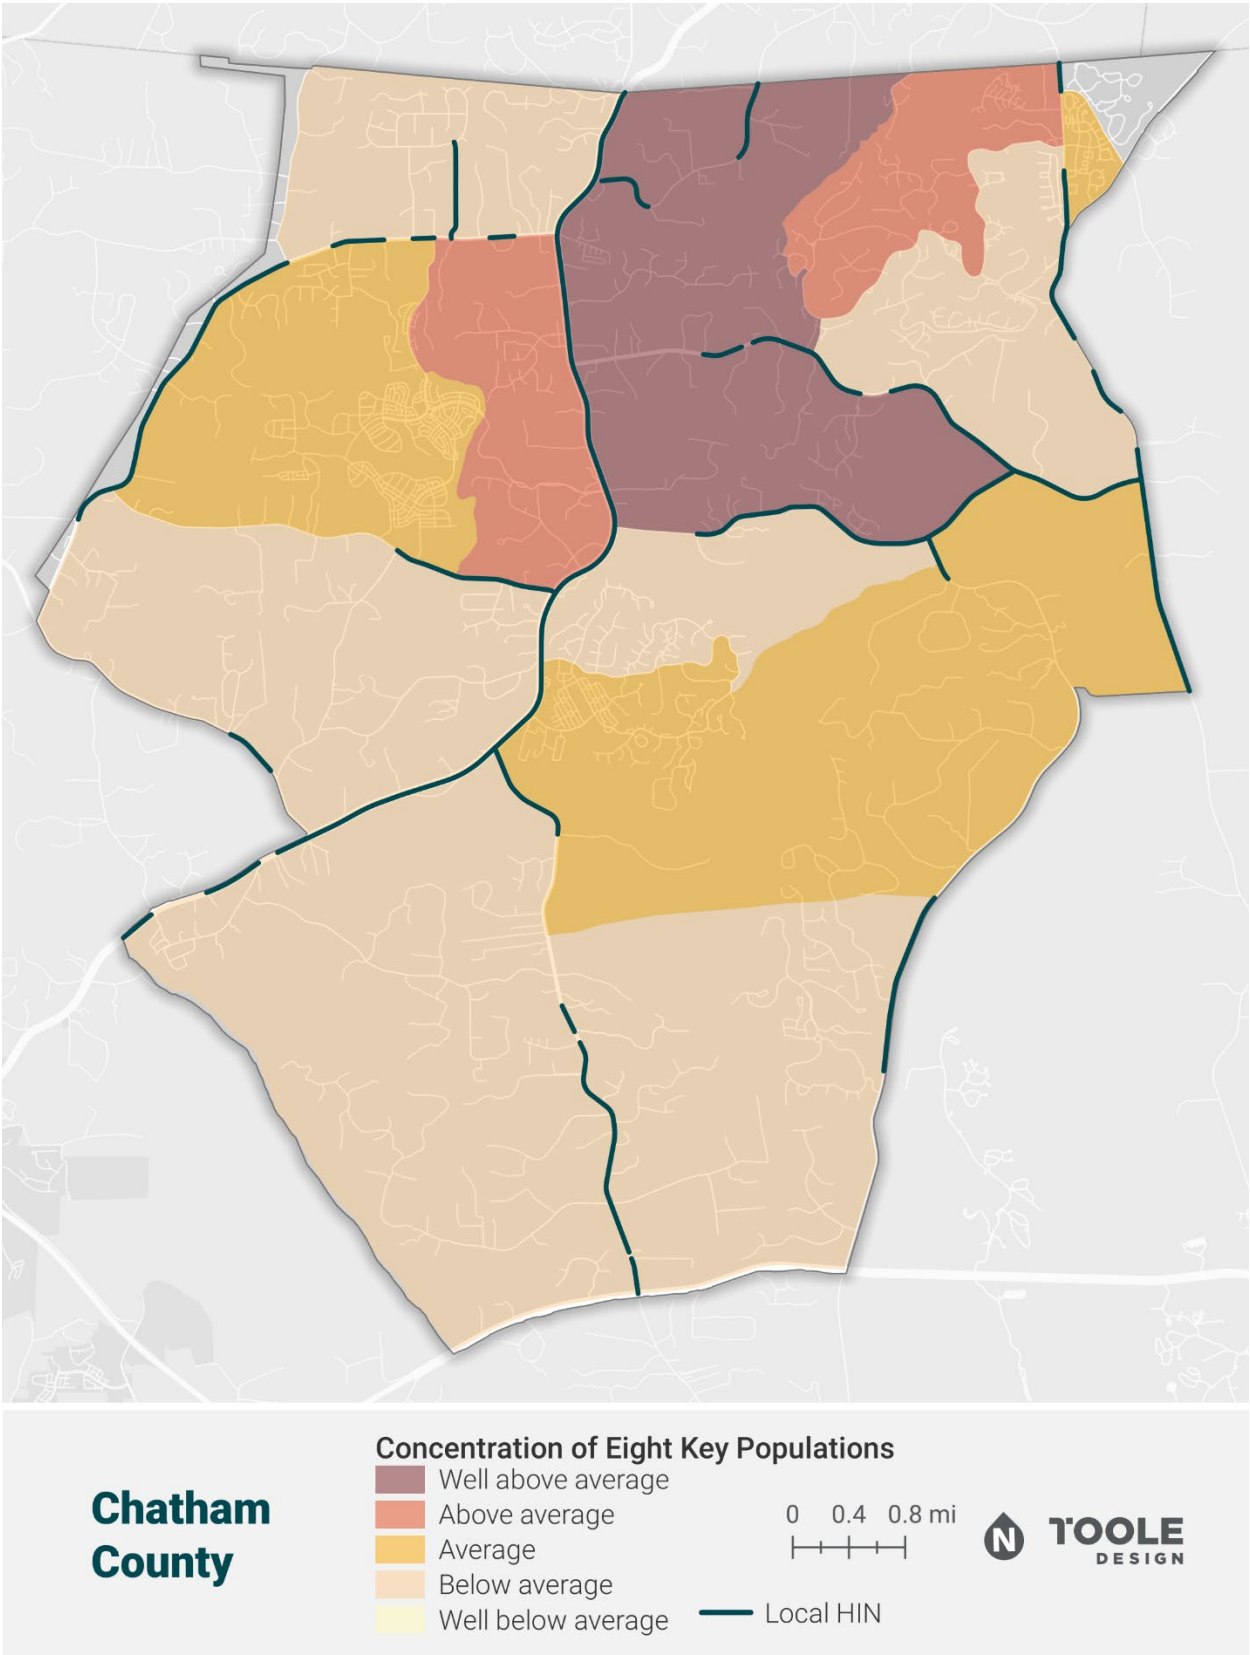 Chatham
County
Concentration of Eight Key Populations
Well above average
Above average
Average
Below average
Well below average
0 0.4 0.8 mi
Local HIN
N
TOOLE
DESIGN